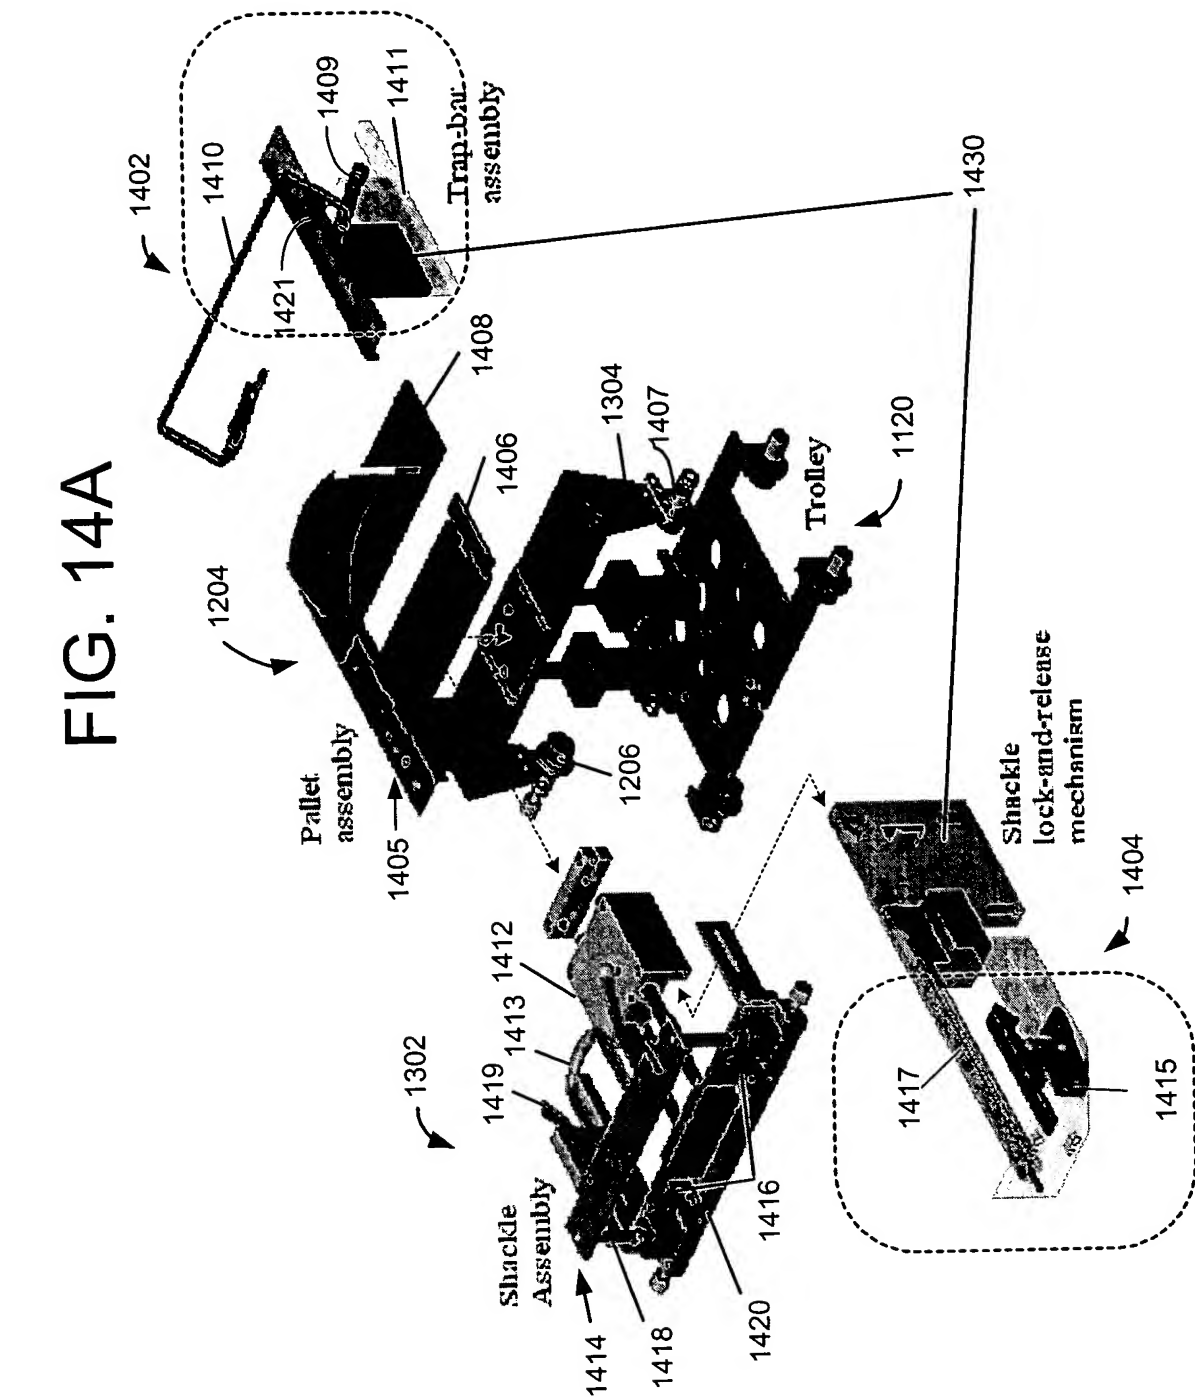 FIG. 14A
1402
1410
1421
1409
1411
Trap-bar
assembly
1430
1204
1408
1406
1304
1407
Trolley
1120
Pallet
assembly
1405
1206
Shackle
lock-and-release
mechanism
1404
1417
1415
1302
1412
1413
1419
Shackle
Assembly
1414
1418
1420
1416